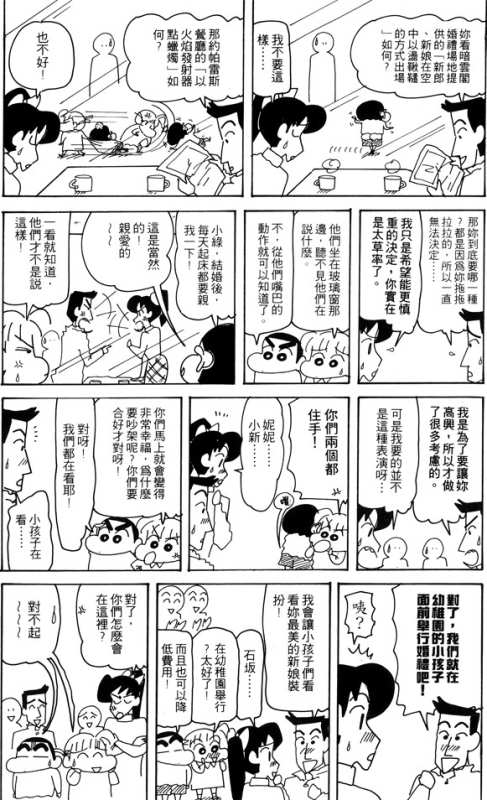 妳看暗雲閣
婚禮場地提
供的「新郎
、新娘在空
中以盪鞦韆
的方式出場
」如何？
我不要這
樣……
那約帕雷斯
餐廳的「以
火焰發射器
點蠟燭」如
何？
也不好！
那妳到底要哪一種
？都是因爲妳拖拖
拉拉的，所以一直
無法決定……
我只是希望能更慎
重的決定，你實在
是太草率了。
他們坐在玻璃窗那
邊，聽不見他們在
説什麼。
不，從他們嘴巴的
動作就可以知道了。
小綠，結婚後，
每天起床都要親
我一下！
這是當然
的！
親愛的
～～
一看就知道，
他們才不是說
這樣！
我是為了要讓妳
高興，所以才做
了很多考慮的。
可是我要的並不
是這種表演呀…
你們兩個都
住手！
妮妮……
小新……
你們馬上就會變得
非常幸福，爲什麼
要吵架呢？你們要
合好才對呀！
對呀！
我們都在看耶！
小孩子在
看……
對了，我們就在
幼稚園的小孩子
面前舉行婚禮吧！
咦？
我會讓小孩子們看
看妳最美的新娘裝
扮！
石坂……
在幼稚園舉行
？太好了！
而且也可以降
低費用！
對了，
你們怎麼會
在這裡？
對不起
～～～